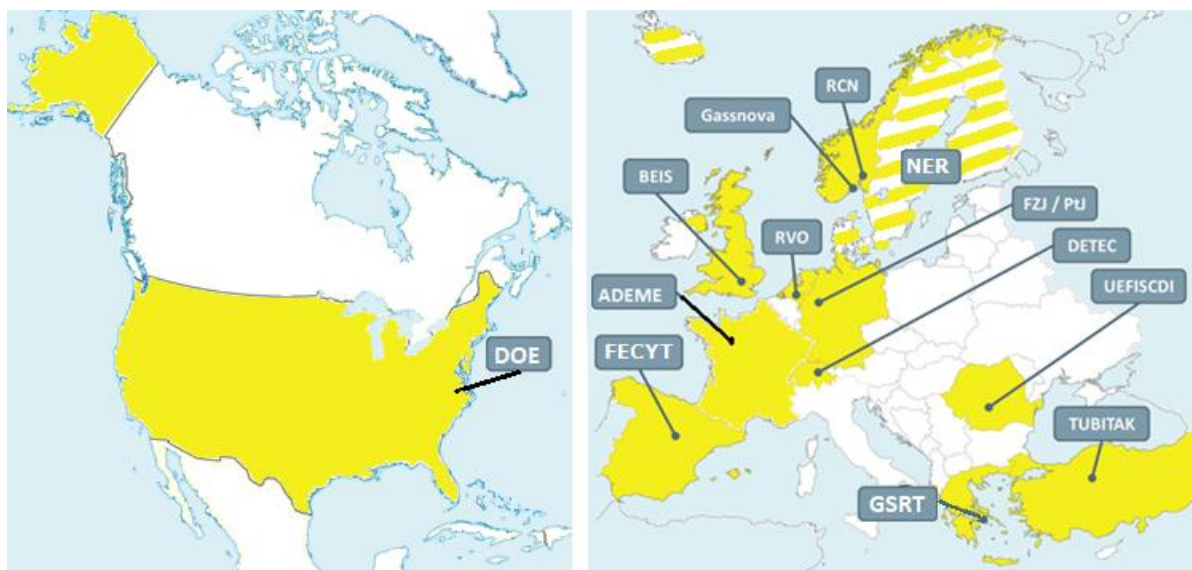 DOE
RCN
Gassnova
NER
BEIS
FZJ / PtJ
RVO
DETEC
ADEME
UEFISCDI
FECYT
TUBITAK
GSRT